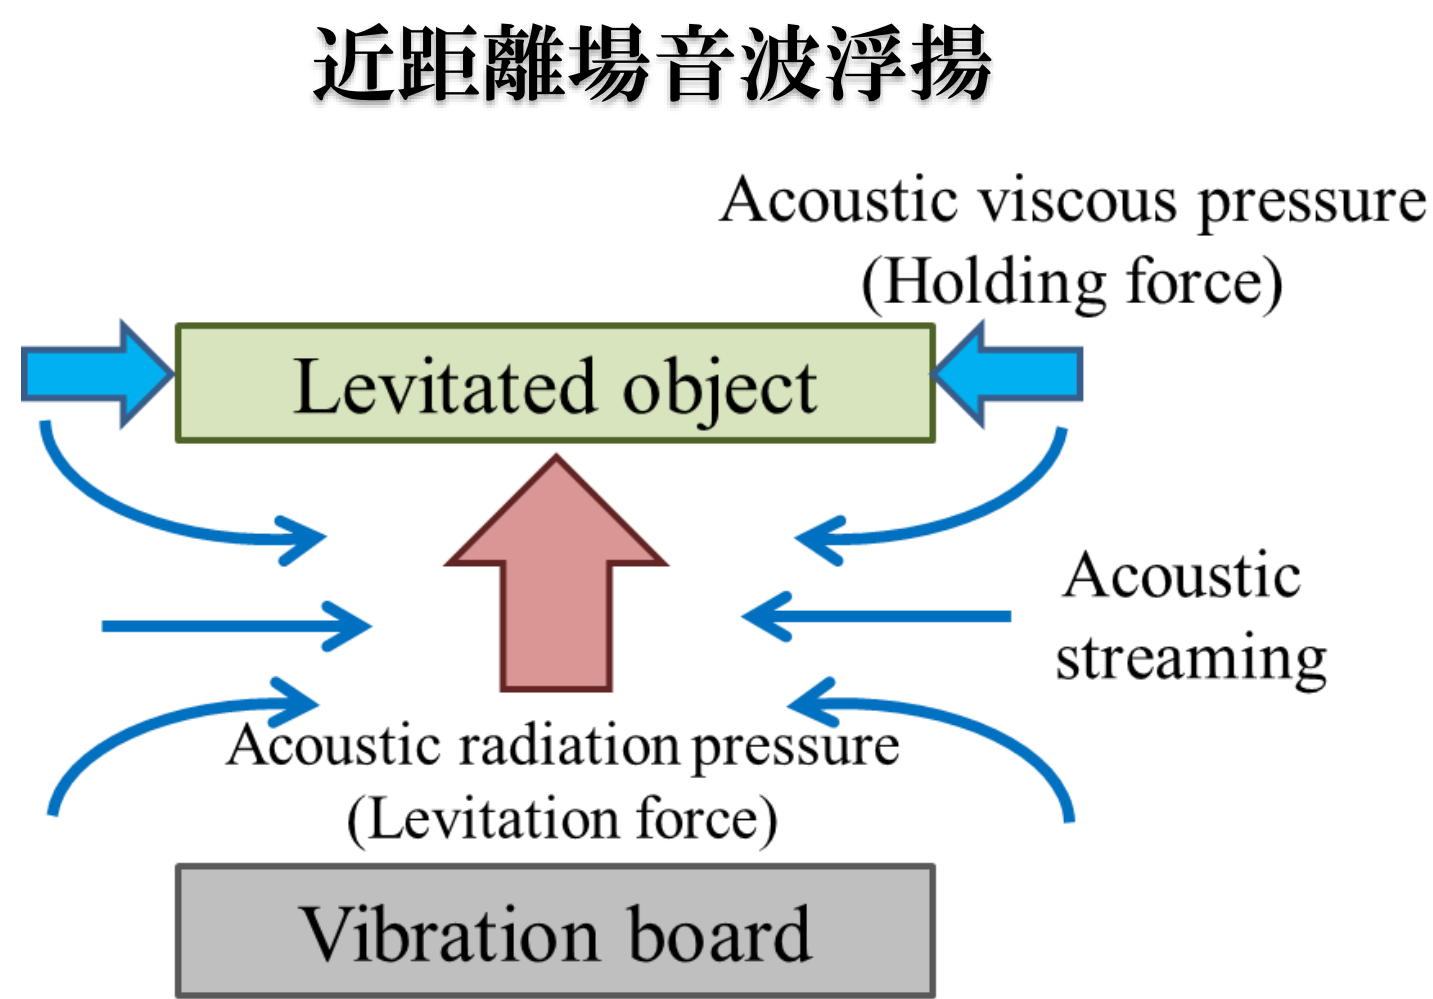 近距離場音波浮揚
Acoustic viscous pressure
(Holding force)
Levitated object
Acoustic
streaming
Acoustic radiation pressure
(Levitation force)
Vibration board